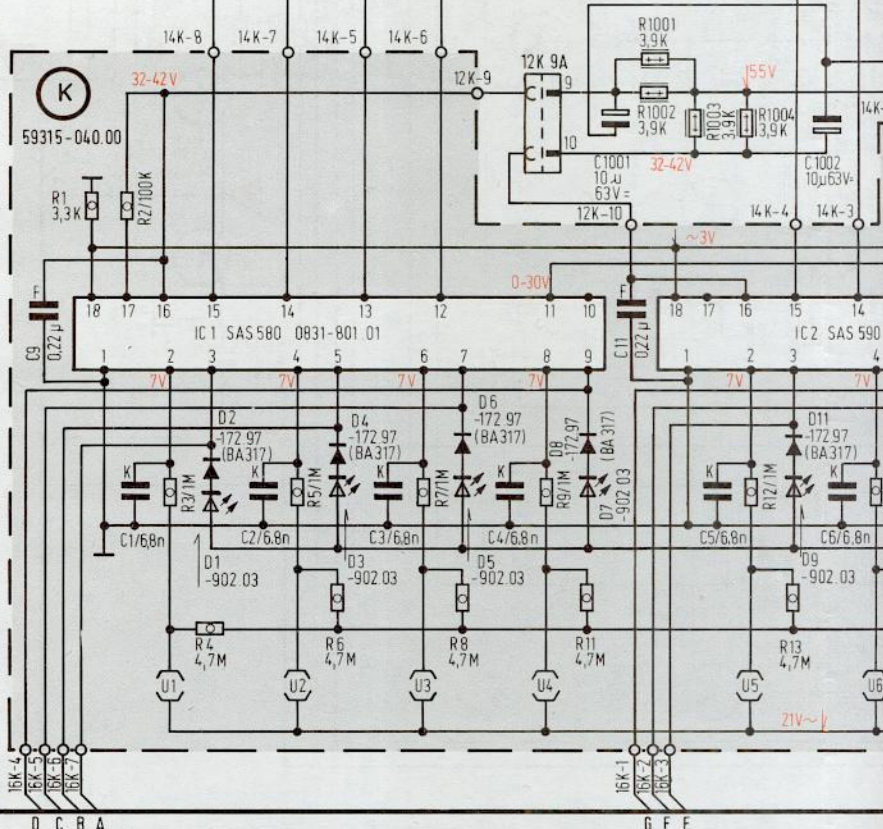 14K-8 14K-7 14K-5 14K-6
R1001
3,9K
12K 9A
K
32-42V
12K-9
9
55V
59315-040.00
R1002
3,9K
R1003
3,9K
R1004
3,9K
14K-
10
C1001
10µ
63V=
32-42V
C1002
10µ63V=
R1
3,3K
R2/100K
12K-10
14K-4 14K-3
~3V
0-30V
F
F
18 17 16 15 14 13 12 11 10
18 17 16 15 14
C9
0,22µ
IC1 SAS580 0831-801.01
C11
0,22µ
IC2 SAS 590
1 2 3 4 5 6 7 8 9
1 2 3 4
7V 7V 7V 7V 7V 7V
D2
-172.97
(BA317)
D4
-172.97
(BA317)
D6
-172.97
(BA317)
D8
-172.97
(BA317)
D11
-172.97
(BA317)
K K K K K K
R3/1M R5/1M R7/1M R9/1M R12/1M
D7
-902.03
C1/6,8n C2/6,8n C3/6,8n C4/6,8n C5/6,8n C6/6,8n
D1
-902.03
D3
-902.03
D5
-902.03
D9
-902.03
R4
4,7M
R6
4,7M
R8
4,7M
R11
4,7M
R13
4,7M
U1 U2 U3 U4 U5 U6
21V~
16K-4 16K-5 16K-6 16K-7
16K-1 16K-2 16K-3
D C B A
G F E